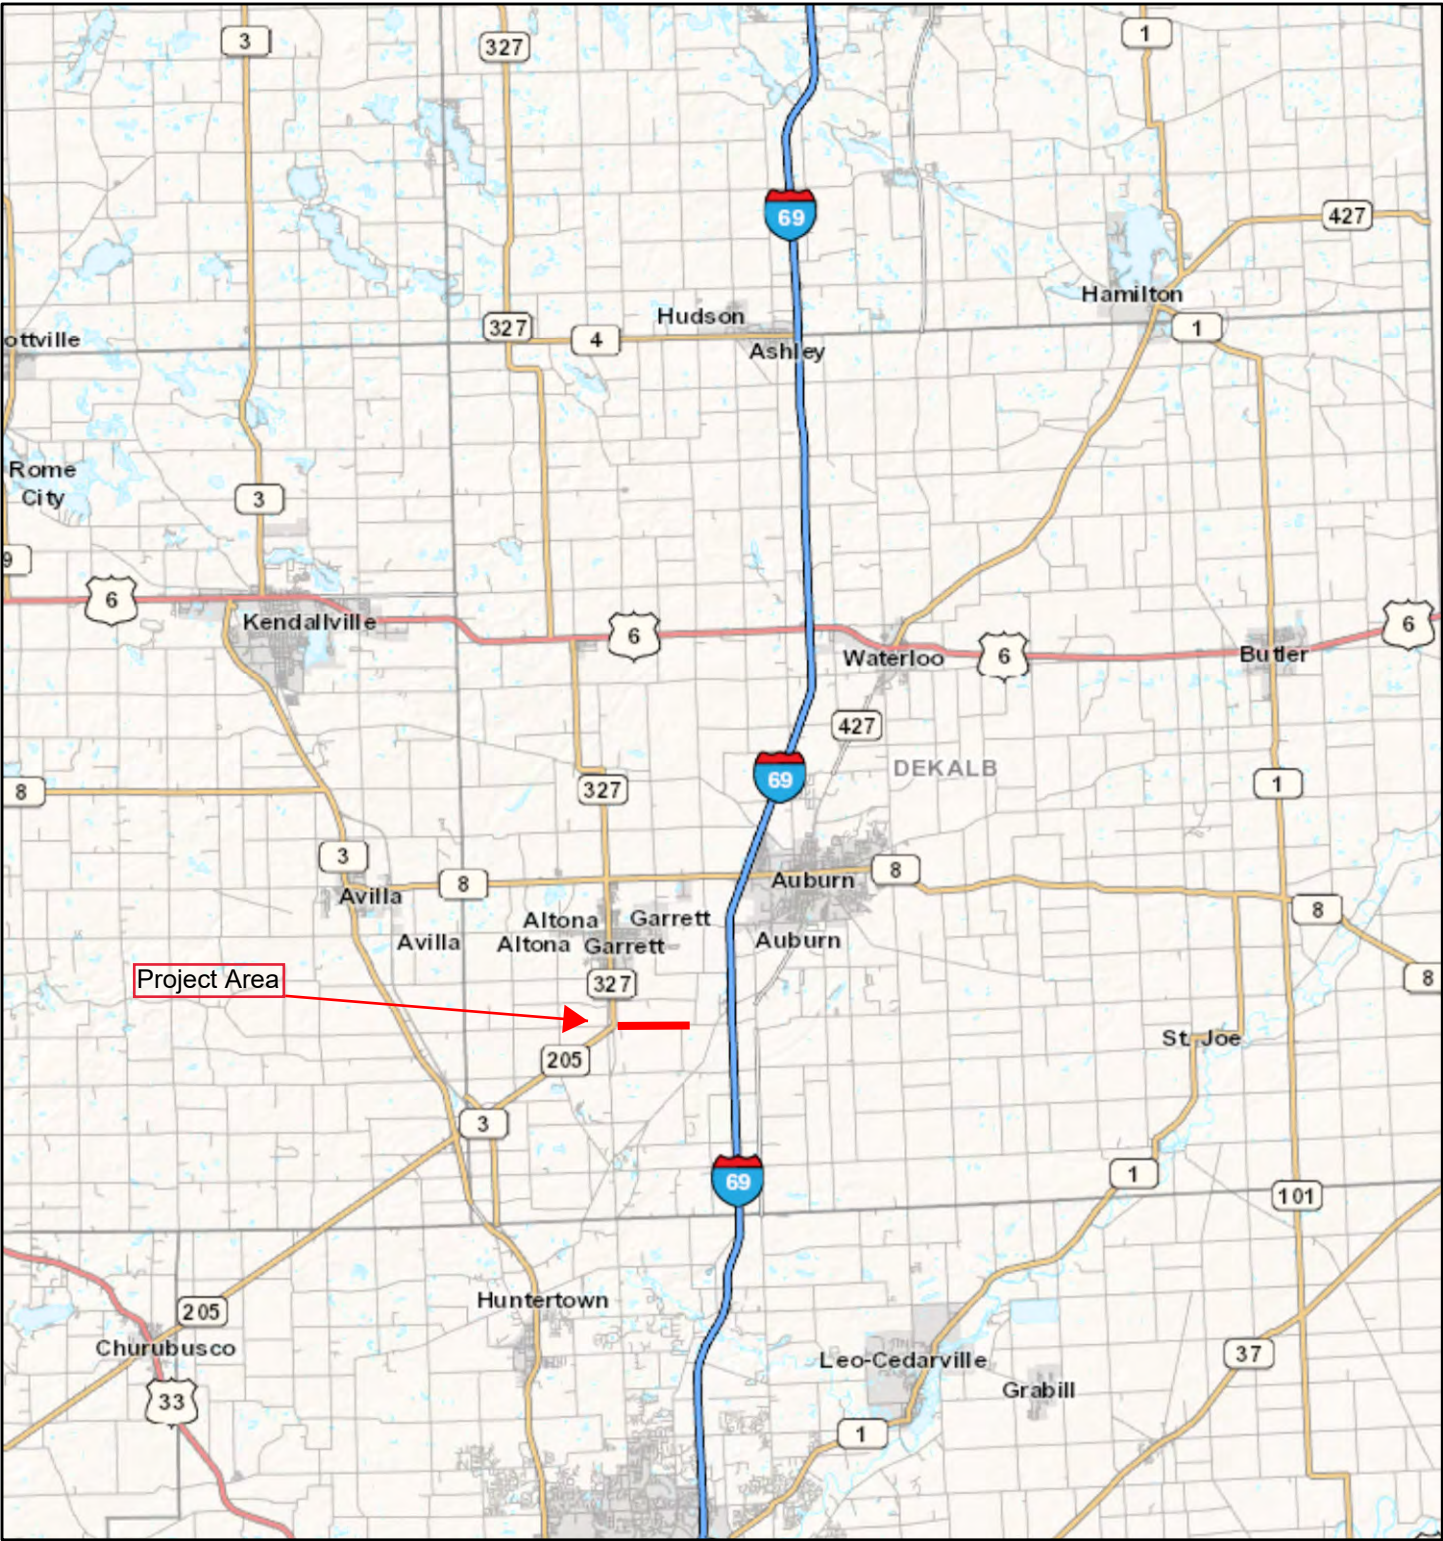 3
327
1
69
427
Hamilton
Hudson
327
4
1
ottville
Ashley
Rome
City
3
9
6
Kendallville
6
6
Waterloo
6
Butler
427
69
DEKALB
8
327
1
3
8
Auburn
8
Avilla
8
Altona
Garrett
Avilla
Altona
Garrett
Auburn
Project Area
327
8
205
St. Joe
3
1
69
101
205
Huntertown
Churubusco
Leo-Cedarville
37
Grabill
33
1